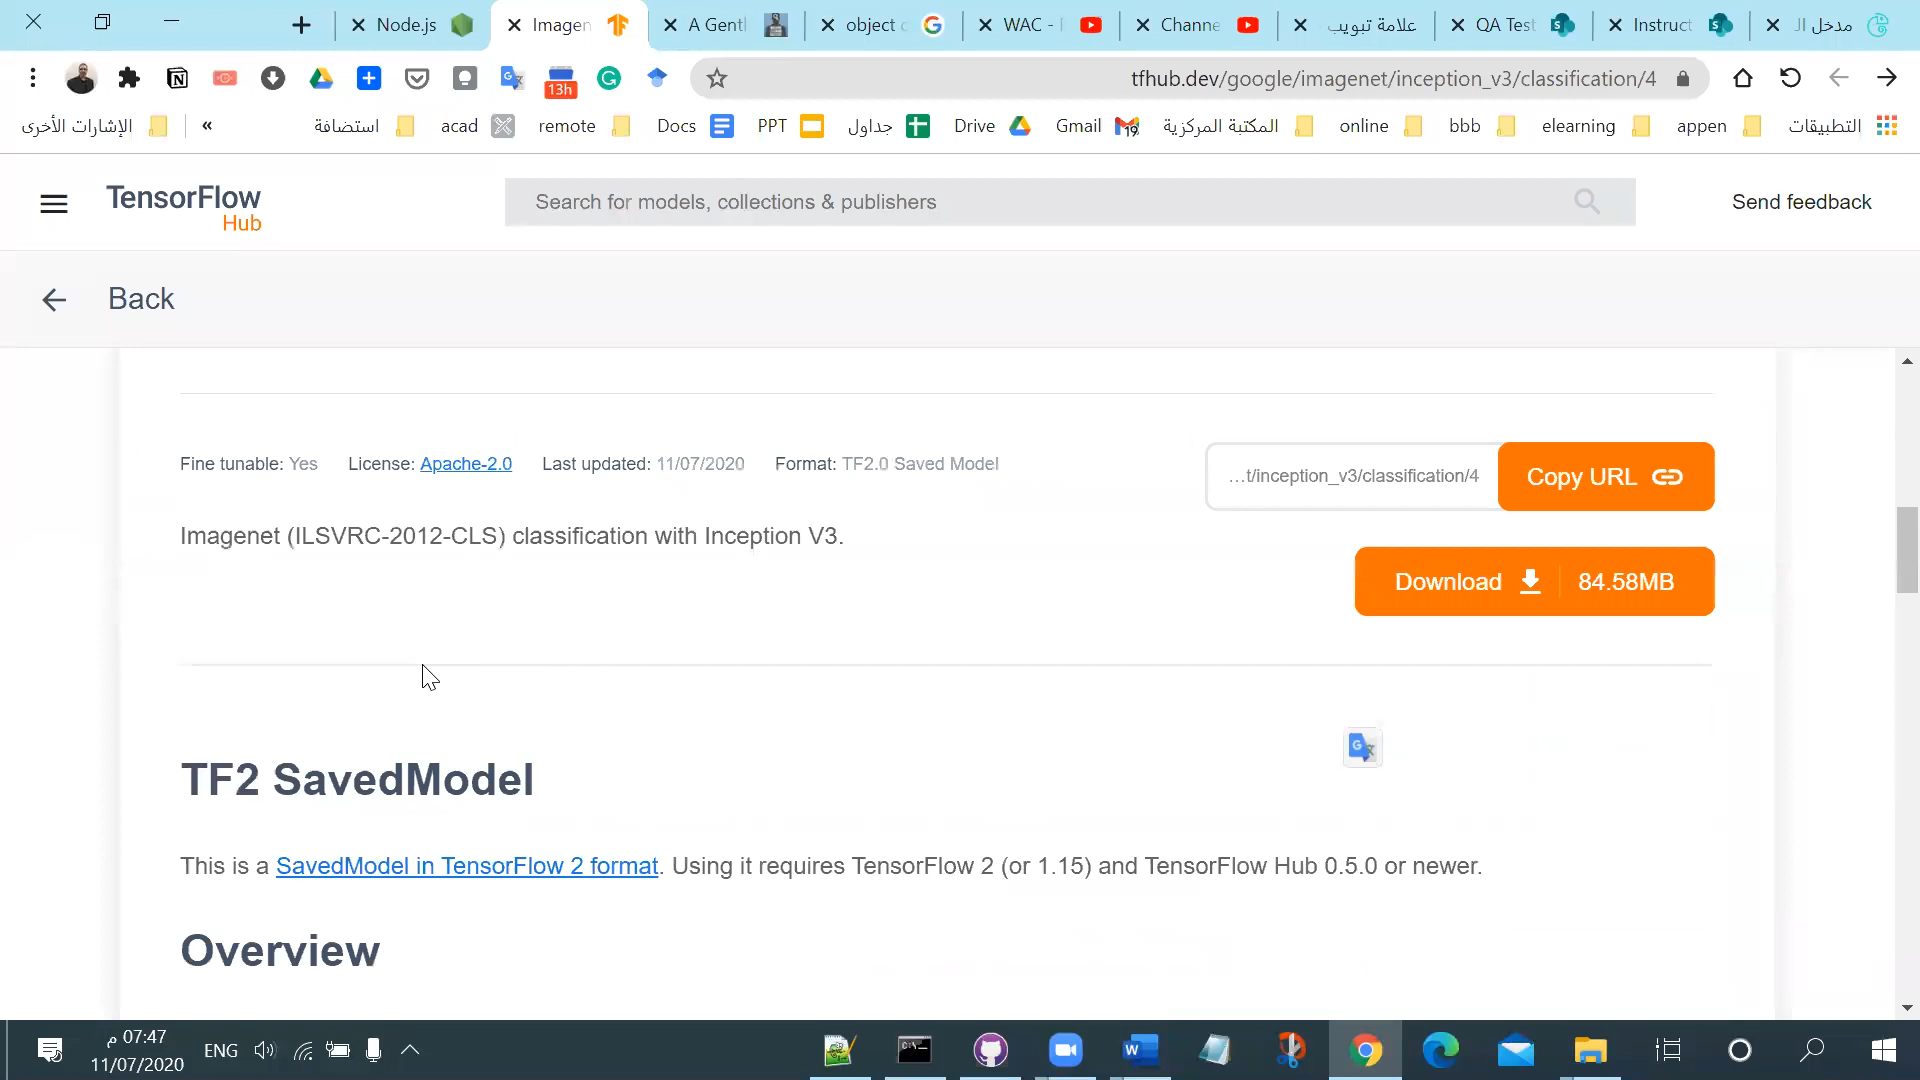 Node.js
Imagen
A Gentl
object c
WAC -
Channe
علامة تبويب
QA Test
Instruct
مدخل ال
13h
tfhub.dev/google/imagenet/inception_v3/classification/4
الإشارات الأخرى
«
استضافة
acad
remote
Docs
PPT
جداول
Drive
Gmail
19
المكتبة المركزية
online
bbb
elearning
appen
التطبيقات
TensorFlow
Hub
Search for models, collections & publishers
Send feedback
Back
Fine tunable: Yes License: Apache-2.0 Last updated: 11/07/2020 Format: TF2.0 Saved Model
...t/inception_v3/classification/4
Copy URL
Imagenet (ILSVRC-2012-CLS) classification with Inception V3.
Download 84.58MB
TF2 SavedModel
This is a SavedModel in TensorFlow 2 format. Using it requires TensorFlow 2 (or 1.15) and TensorFlow Hub 0.5.0 or newer.
Overview
07:47 م
11/07/2020
ENG